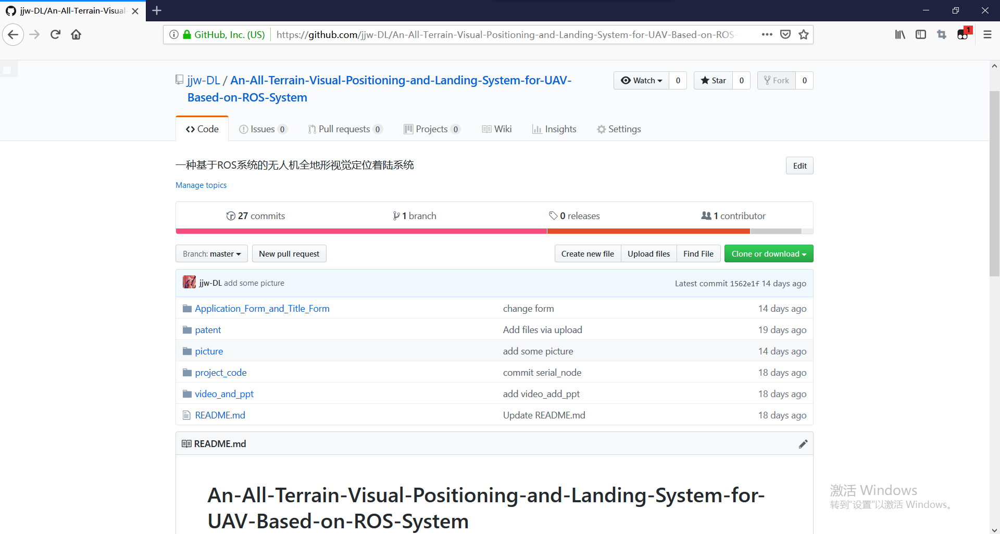 jjw-DL/An-All-Terrain-Visual-
GitHub, Inc. (US) https://github.com/jjw-DL/An-All-Terrain-Visual-Positioning-and-Landing-System-for-UAV-Based-on-ROS-
1
jjw-DL / An-All-Terrain-Visual-Positioning-and-Landing-System-for-UAV-
Based-on-ROS-System
Watch 0 Star 0 Fork 0
Code Issues 0 Pull requests 0 Projects 0 Wiki Insights Settings
一种基于ROS系统的无人机全地形视觉定位着陆系统 Edit
Manage topics
27 commits 1 branch 0 releases 1 contributor
Branch: master New pull request Create new file Upload files Find File Clone or download
jjw-DL add some picture Latest commit 1562e1f 14 days ago
Application_Form_and_Title_Form change form 14 days ago
patent Add files via upload 19 days ago
picture add some picture 14 days ago
project_code commit serial_node 18 days ago
video_and_ppt add video_add_ppt 18 days ago
README.md Update README.md 18 days ago
README.md
An-All-Terrain-Visual-Positioning-and-Landing-System-for-
UAV-Based-on-ROS-System
激活 Windows
转到“设置”以激活 Windows。